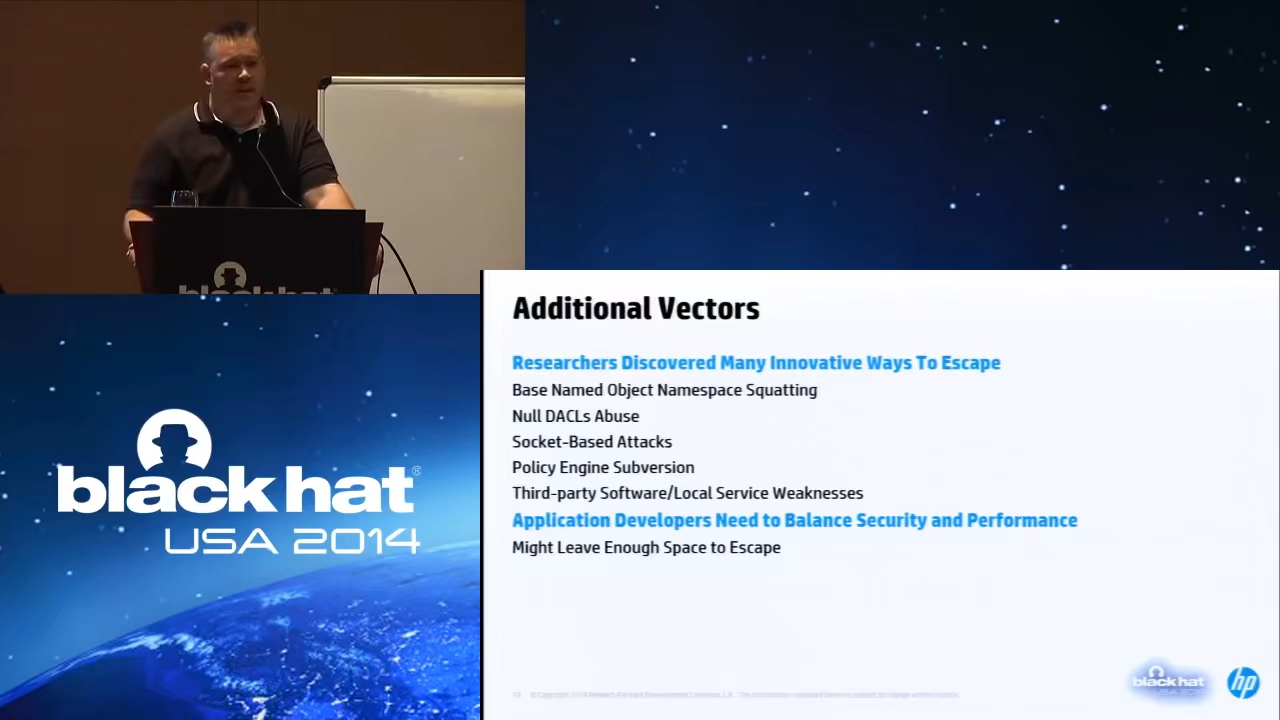 black hat
Additional Vectors
Researchers Discovered Many Innovative Ways To Escape
Base Named Object Namespace Squatting
Null DACLs Abuse
Socket-Based Attacks
Policy Engine Subversion
Third-party Software/Local Service Weaknesses
Application Developers Need to Balance Security and Performance
Might Leave Enough Space to Escape
black hat®
USA 2014
black hat
hp